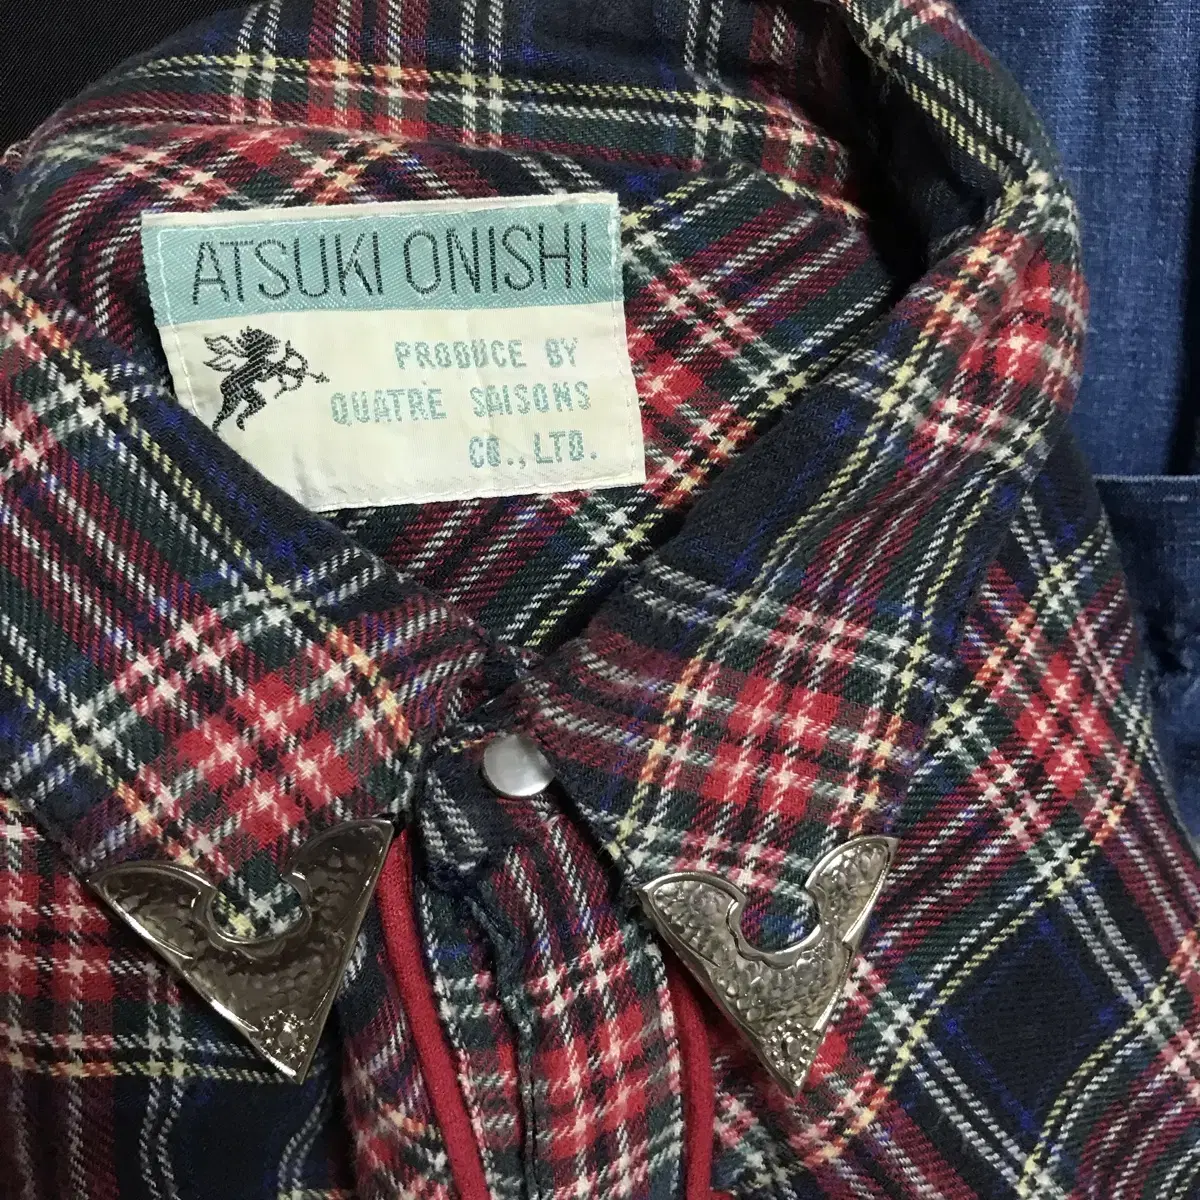 ATSUKI ONISHI
PRODUCE BY
QUATRE SAISONS
CO., LTD.